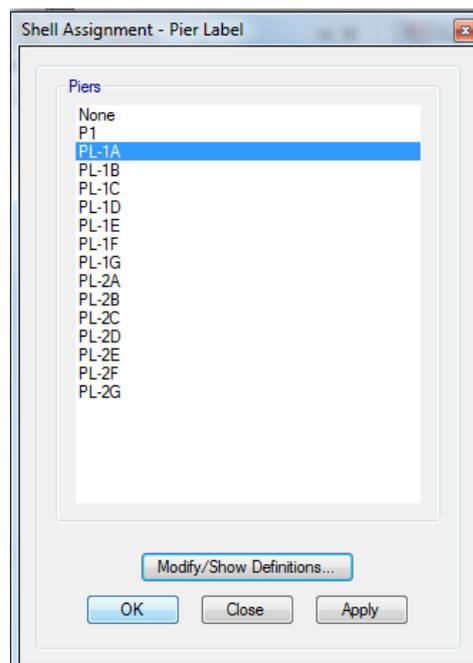 Shell Assignment - Pier Label
Piers
None
P1
PL-1A
PL-1B
PL-1C
PL-1D
PL-1E
PL-1F
PL-1G
PL-2A
PL-2B
PL-2C
PL-2D
PL-2E
PL-2F
PL-2G
Modify/Show Definitions...
OK Close Apply